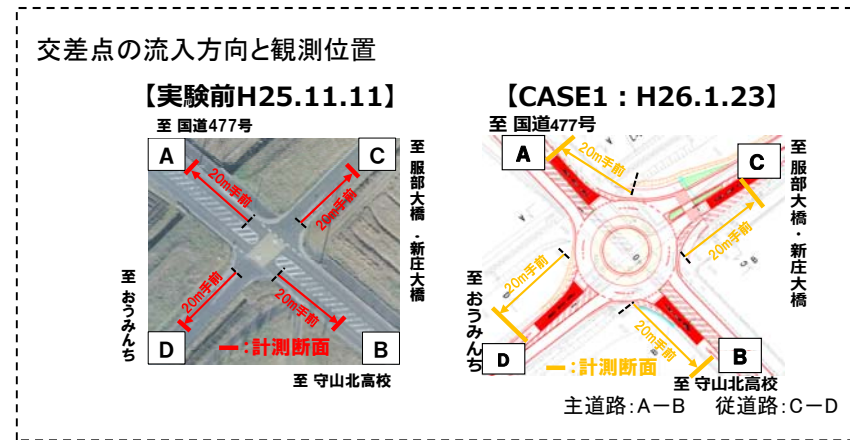 交差点の流入方向と観測位置
【実験前H25.11.11】
至 国道477号
A
C
20m手前
20m手前
20m手前
20m手前
D
B
ー:計測断面
至 服部大橋・新庄大橋
至 おうみんち
至 守山北高校
【CASE1：H26.1.23】
至 国道477号
A
C
20m手前
20m手前
20m手前
20m手前
D
B
ー:計測断面
至 服部大橋・新庄大橋
至 おうみんち
至 守山北高校
主道路:A－B　従道路:C－D